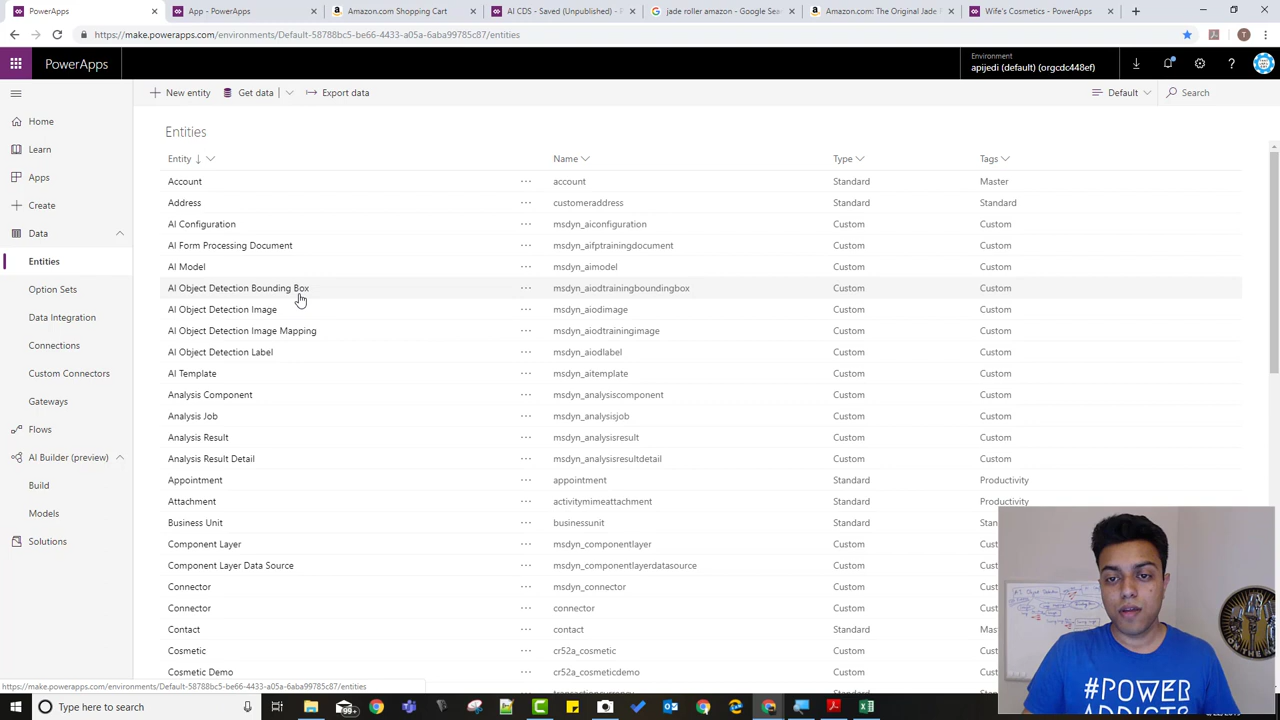 PowerApps
App - PowerApps
Amazon.com Shopping Cart
AI CDS - Saved (Unpublished) - P
jade roller amazon - Google Sea
Amazon.com: The Original Jade
Wife's Cosmetics - PowerApps
https://make.powerapps.com/environments/Default-58788bc5-be66-4433-a05a-6aba99785c87/entities
T
PowerApps
Environment
apijedi (default) (orgcdc448ef)
New entity
Get data
Export data
Default
Search
Home
Learn
Apps
Create
Data
Entities
Option Sets
Data Integration
Connections
Custom Connectors
Gateways
Flows
AI Builder (preview)
Build
Models
Solutions
Entities
Entity Name Type Tags
Account account Standard Master
Address customeraddress Standard Standard
AI Configuration msdyn_aiconfiguration Custom Custom
AI Form Processing Document msdyn_aifptrainingdocument Custom Custom
AI Model msdyn_aimodel Custom Custom
AI Object Detection Bounding Box msdyn_aiodtrainingboundingbox Custom Custom
AI Object Detection Image msdyn_aiodimage Custom Custom
AI Object Detection Image Mapping msdyn_aiodtrainingimage Custom Custom
AI Object Detection Label msdyn_aiodlabel Custom Custom
AI Template msdyn_aitemplate Custom Custom
Analysis Component msdyn_analysiscomponent Custom Custom
Analysis Job msdyn_analysisjob Custom Custom
Analysis Result msdyn_analysisresult Custom Custom
Analysis Result Detail msdyn_analysisresultdetail Custom Custom
Appointment appointment Standard Productivity
Attachment activitymimeattachment Standard Productivity
Business Unit businessunit Standard Stan
Component Layer msdyn_componentlayer Custom Cust
Component Layer Data Source msdyn_componentlayerdatasource Custom Cust
Connector msdyn_connector Custom Cust
Connector connector Custom Cust
Contact contact Standard Mas
Cosmetic cr52a_cosmetic Custom Cust
Cosmetic Demo cr52a_cosmeticdemo Custom Cust
https://make.powerapps.com/environments/Default-58788bc5-be66-4433-a05a-6aba99785c87/entities
#POWER
ADDICTS
Type here to search
99+